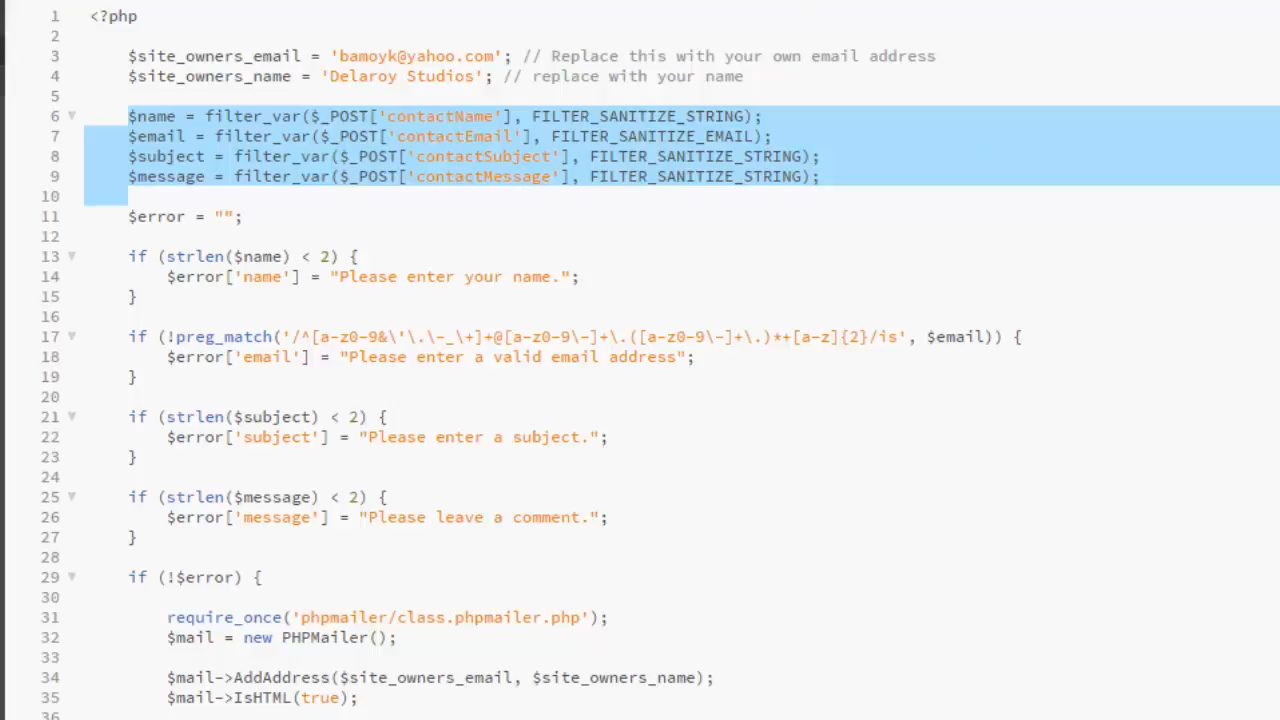 1 <?php
2
3 $site_owners_email = 'bamoyk@yahoo.com'; // Replace this with your own email address
4 $site_owners_name = 'Delaroy Studios'; // replace with your name
5
6 $name = filter_var($_POST['contactName'], FILTER_SANITIZE_STRING);
7 $email = filter_var($_POST['contactEmail'], FILTER_SANITIZE_EMAIL);
8 $subject = filter_var($_POST['contactSubject'], FILTER_SANITIZE_STRING);
9 $message = filter_var($_POST['contactMessage'], FILTER_SANITIZE_STRING);
10
11 $error = "";
12
13 if (strlen($name) < 2) {
14 $error['name'] = "Please enter your name.";
15 }
16
17 if (!preg_match('/^[a-z0-9&\'\.\-_\+]+@[a-z0-9\-]+\.([a-z0-9\-]+\.)*+[a-z]{2}/is', $email)) {
18 $error['email'] = "Please enter a valid email address";
19 }
20
21 if (strlen($subject) < 2) {
22 $error['subject'] = "Please enter a subject.";
23 }
24
25 if (strlen($message) < 2) {
26 $error['message'] = "Please leave a comment.";
27 }
28
29 if (!$error) {
30
31 require_once('phpmailer/class.phpmailer.php');
32 $mail = new PHPMailer();
33
34 $mail->AddAddress($site_owners_email, $site_owners_name);
35 $mail->IsHTML(true);
36